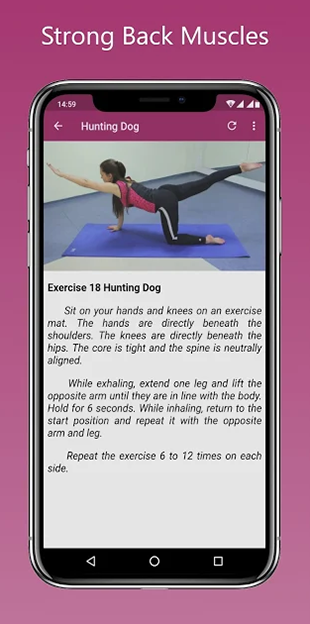 Strong Back Muscles
14:59
Hunting Dog
Exercise 18 Hunting Dog
Sit on your hands and knees on an exercise
mat. The hands are directly beneath the
shoulders. The knees are directly beneath the
hips. The core is tight and the spine is neutrally
aligned.
While exhaling, extend one leg and lift the
opposite arm until they are in line with the body.
Hold for 6 seconds. While inhaling, return to the
start position and repeat it with the opposite
arm and leg.
Repeat the exercise 6 to 12 times on each
side.